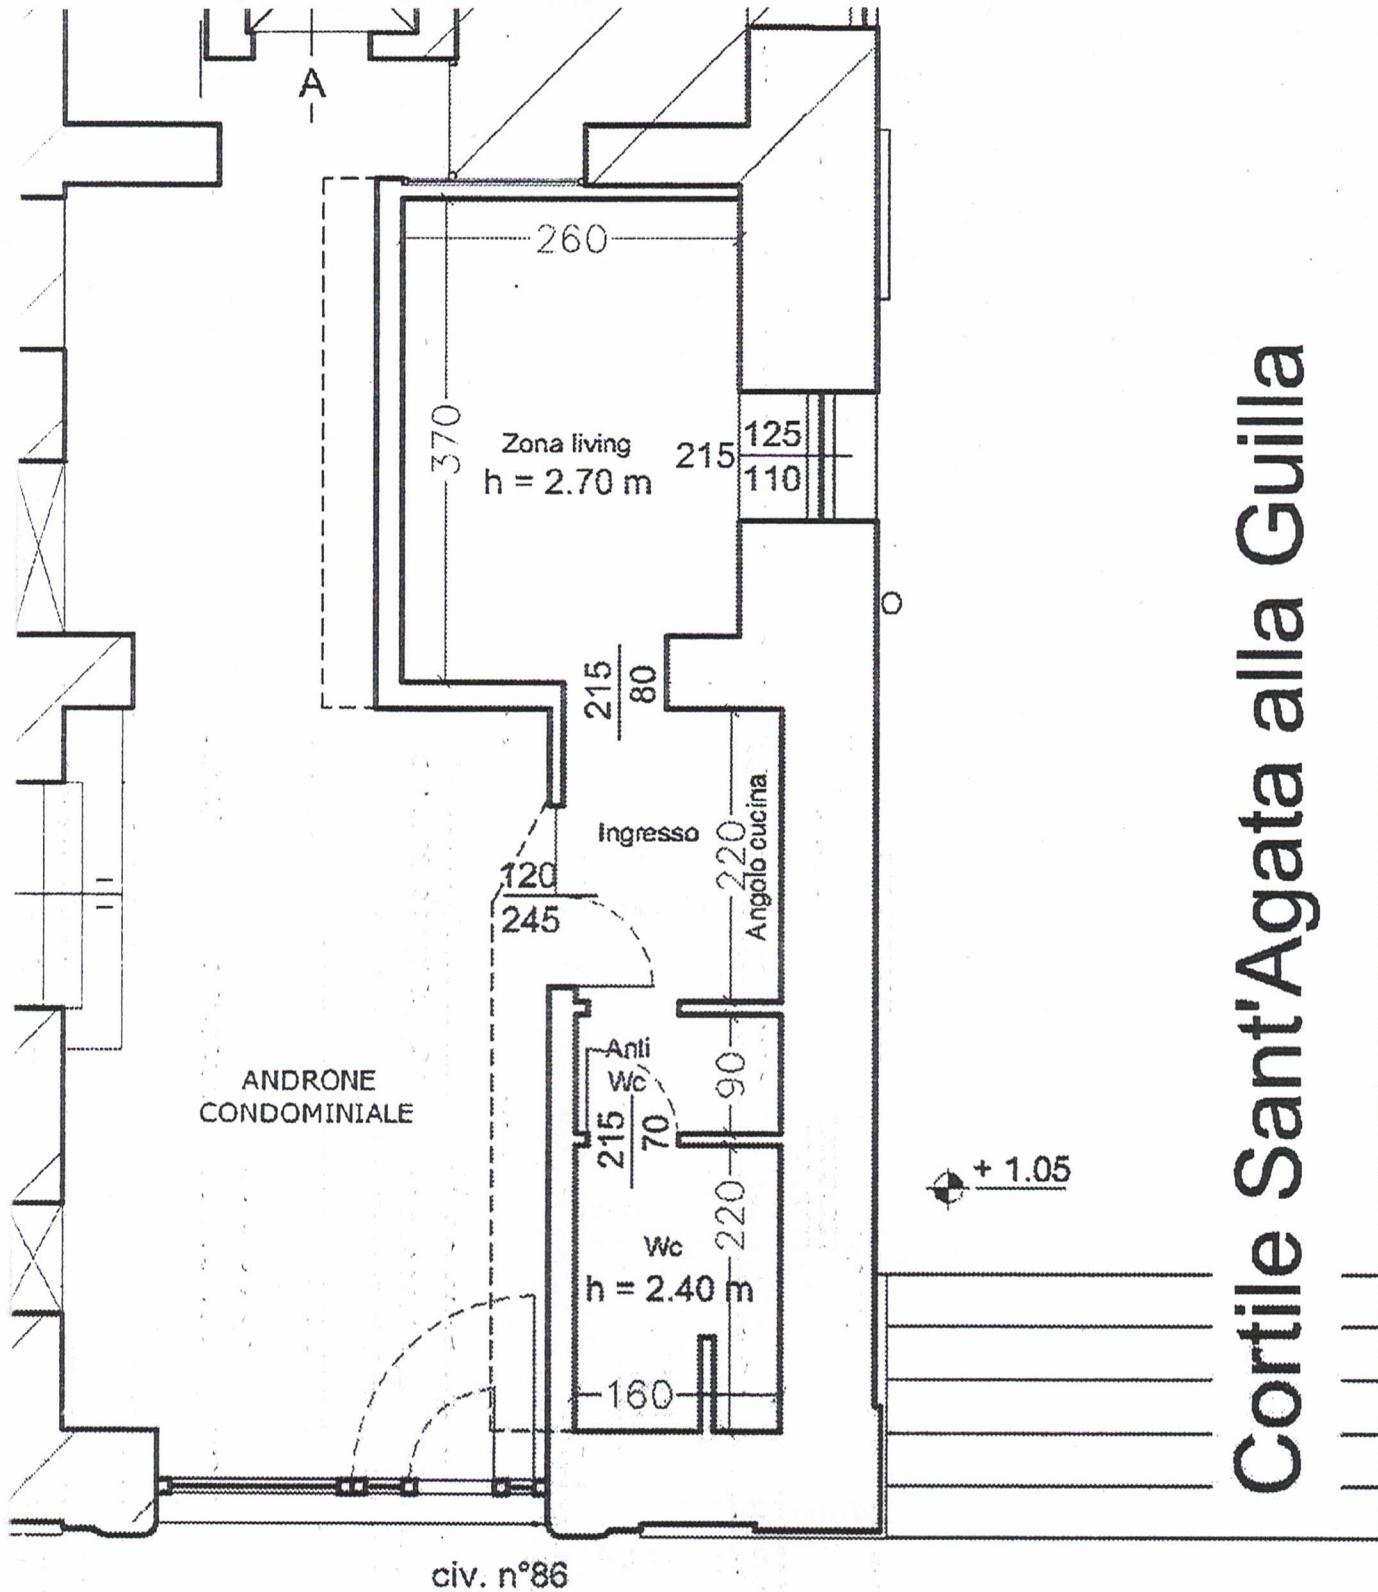 A
260
370
Zona living
h = 2.70 m
215
125
110
215
80
Ingresso
220
Angolo cucina
120
245
Anti
Wc
90
215
70
ANDRONE
CONDOMINIALE
+ 1.05
220
Wc
h = 2.40 m
160
Cortile Sant'Agata alla Guilla
civ. n°86